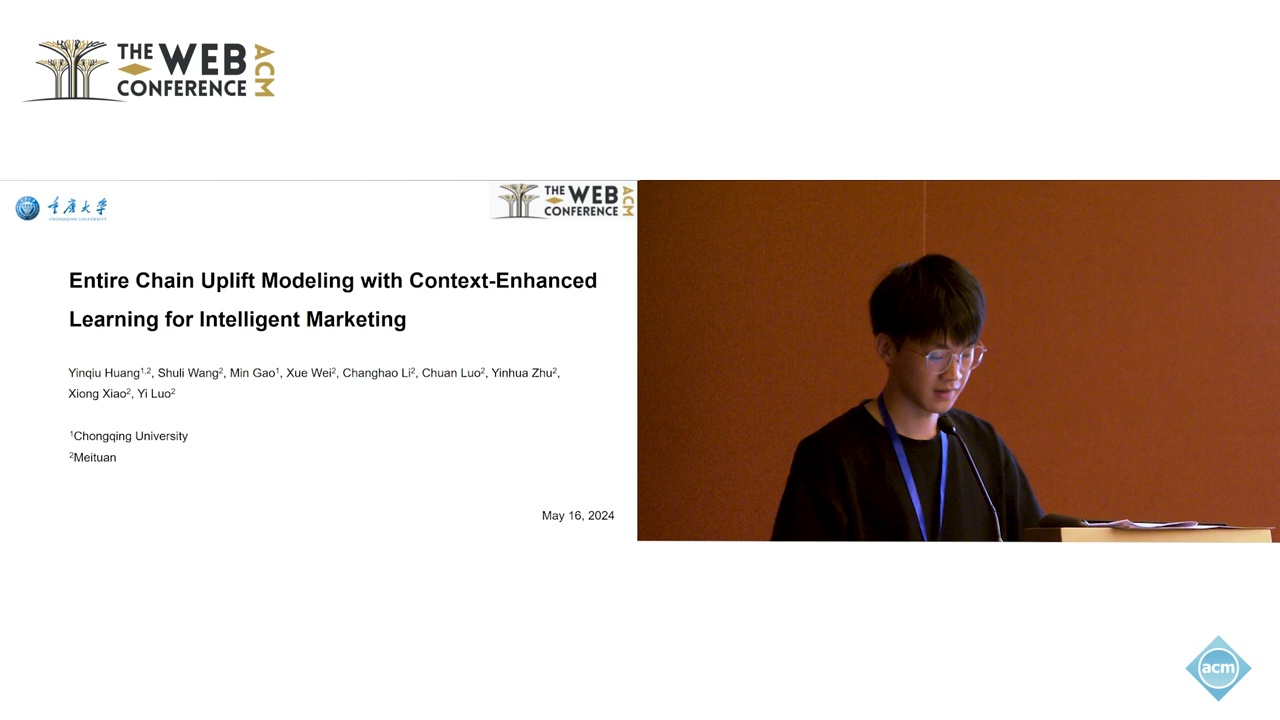 THE WEB
CONFERENCE
ACM
重庆大学
CHONGQING UNIVERSITY
THE WEB
CONFERENCE
ACM
Entire Chain Uplift Modeling with Context-Enhanced
Learning for Intelligent Marketing
Yinqiu Huang¹·², Shuli Wang², Min Gao¹, Xue Wei², Changhao Li², Chuan Luo², Yinhua Zhu²,
Xiong Xiao², Yi Luo²
¹Chongqing University
²Meituan
May 16, 2024
acm